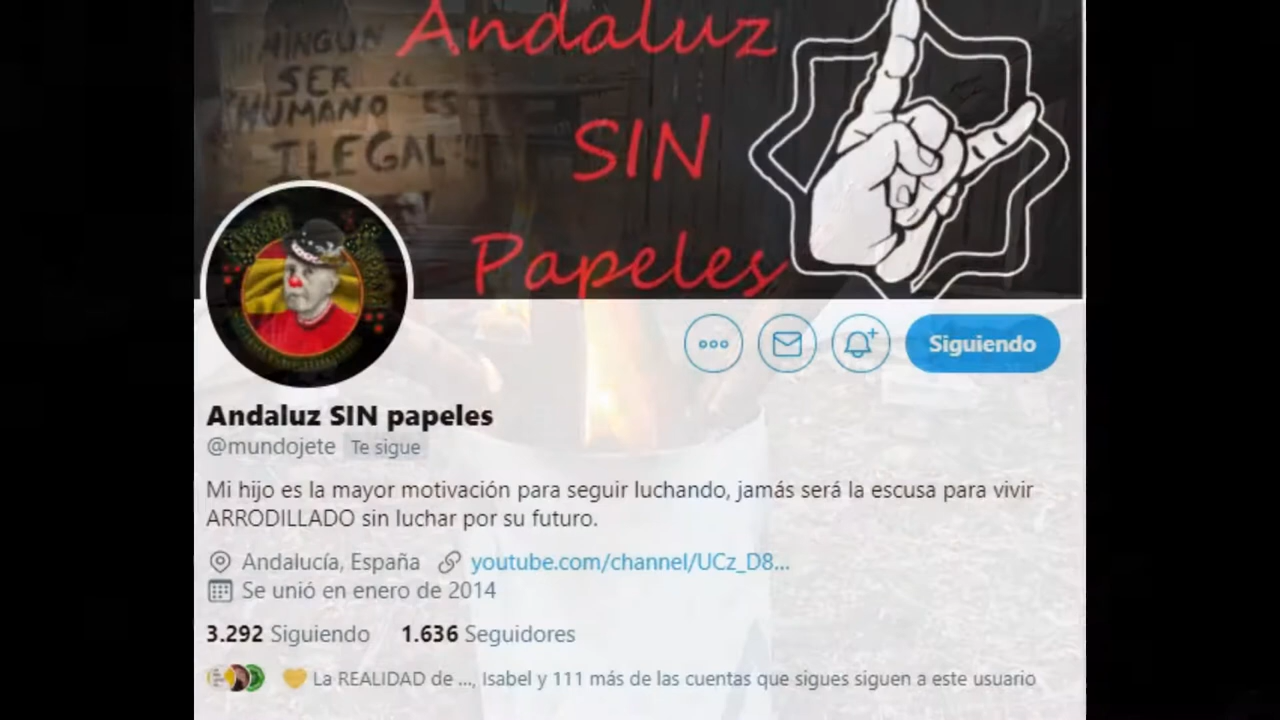 NINGUN
SER
HUMANO ES
ILEGAL
Andaluz
SIN
Papeles
Siguiendo
Andaluz SIN papeles
@mundojete Te sigue
Mi hijo es la mayor motivación para seguir luchando, jamás será la escusa para vivir
ARRODILLADO sin luchar por su futuro.
Andalucía, España youtube.com/channel/UCz_D8...
Se unió en enero de 2014
3.292 Siguiendo 1.636 Seguidores
La REALIDAD de ..., Isabel y 111 más de las cuentas que sigues siguen a este usuario